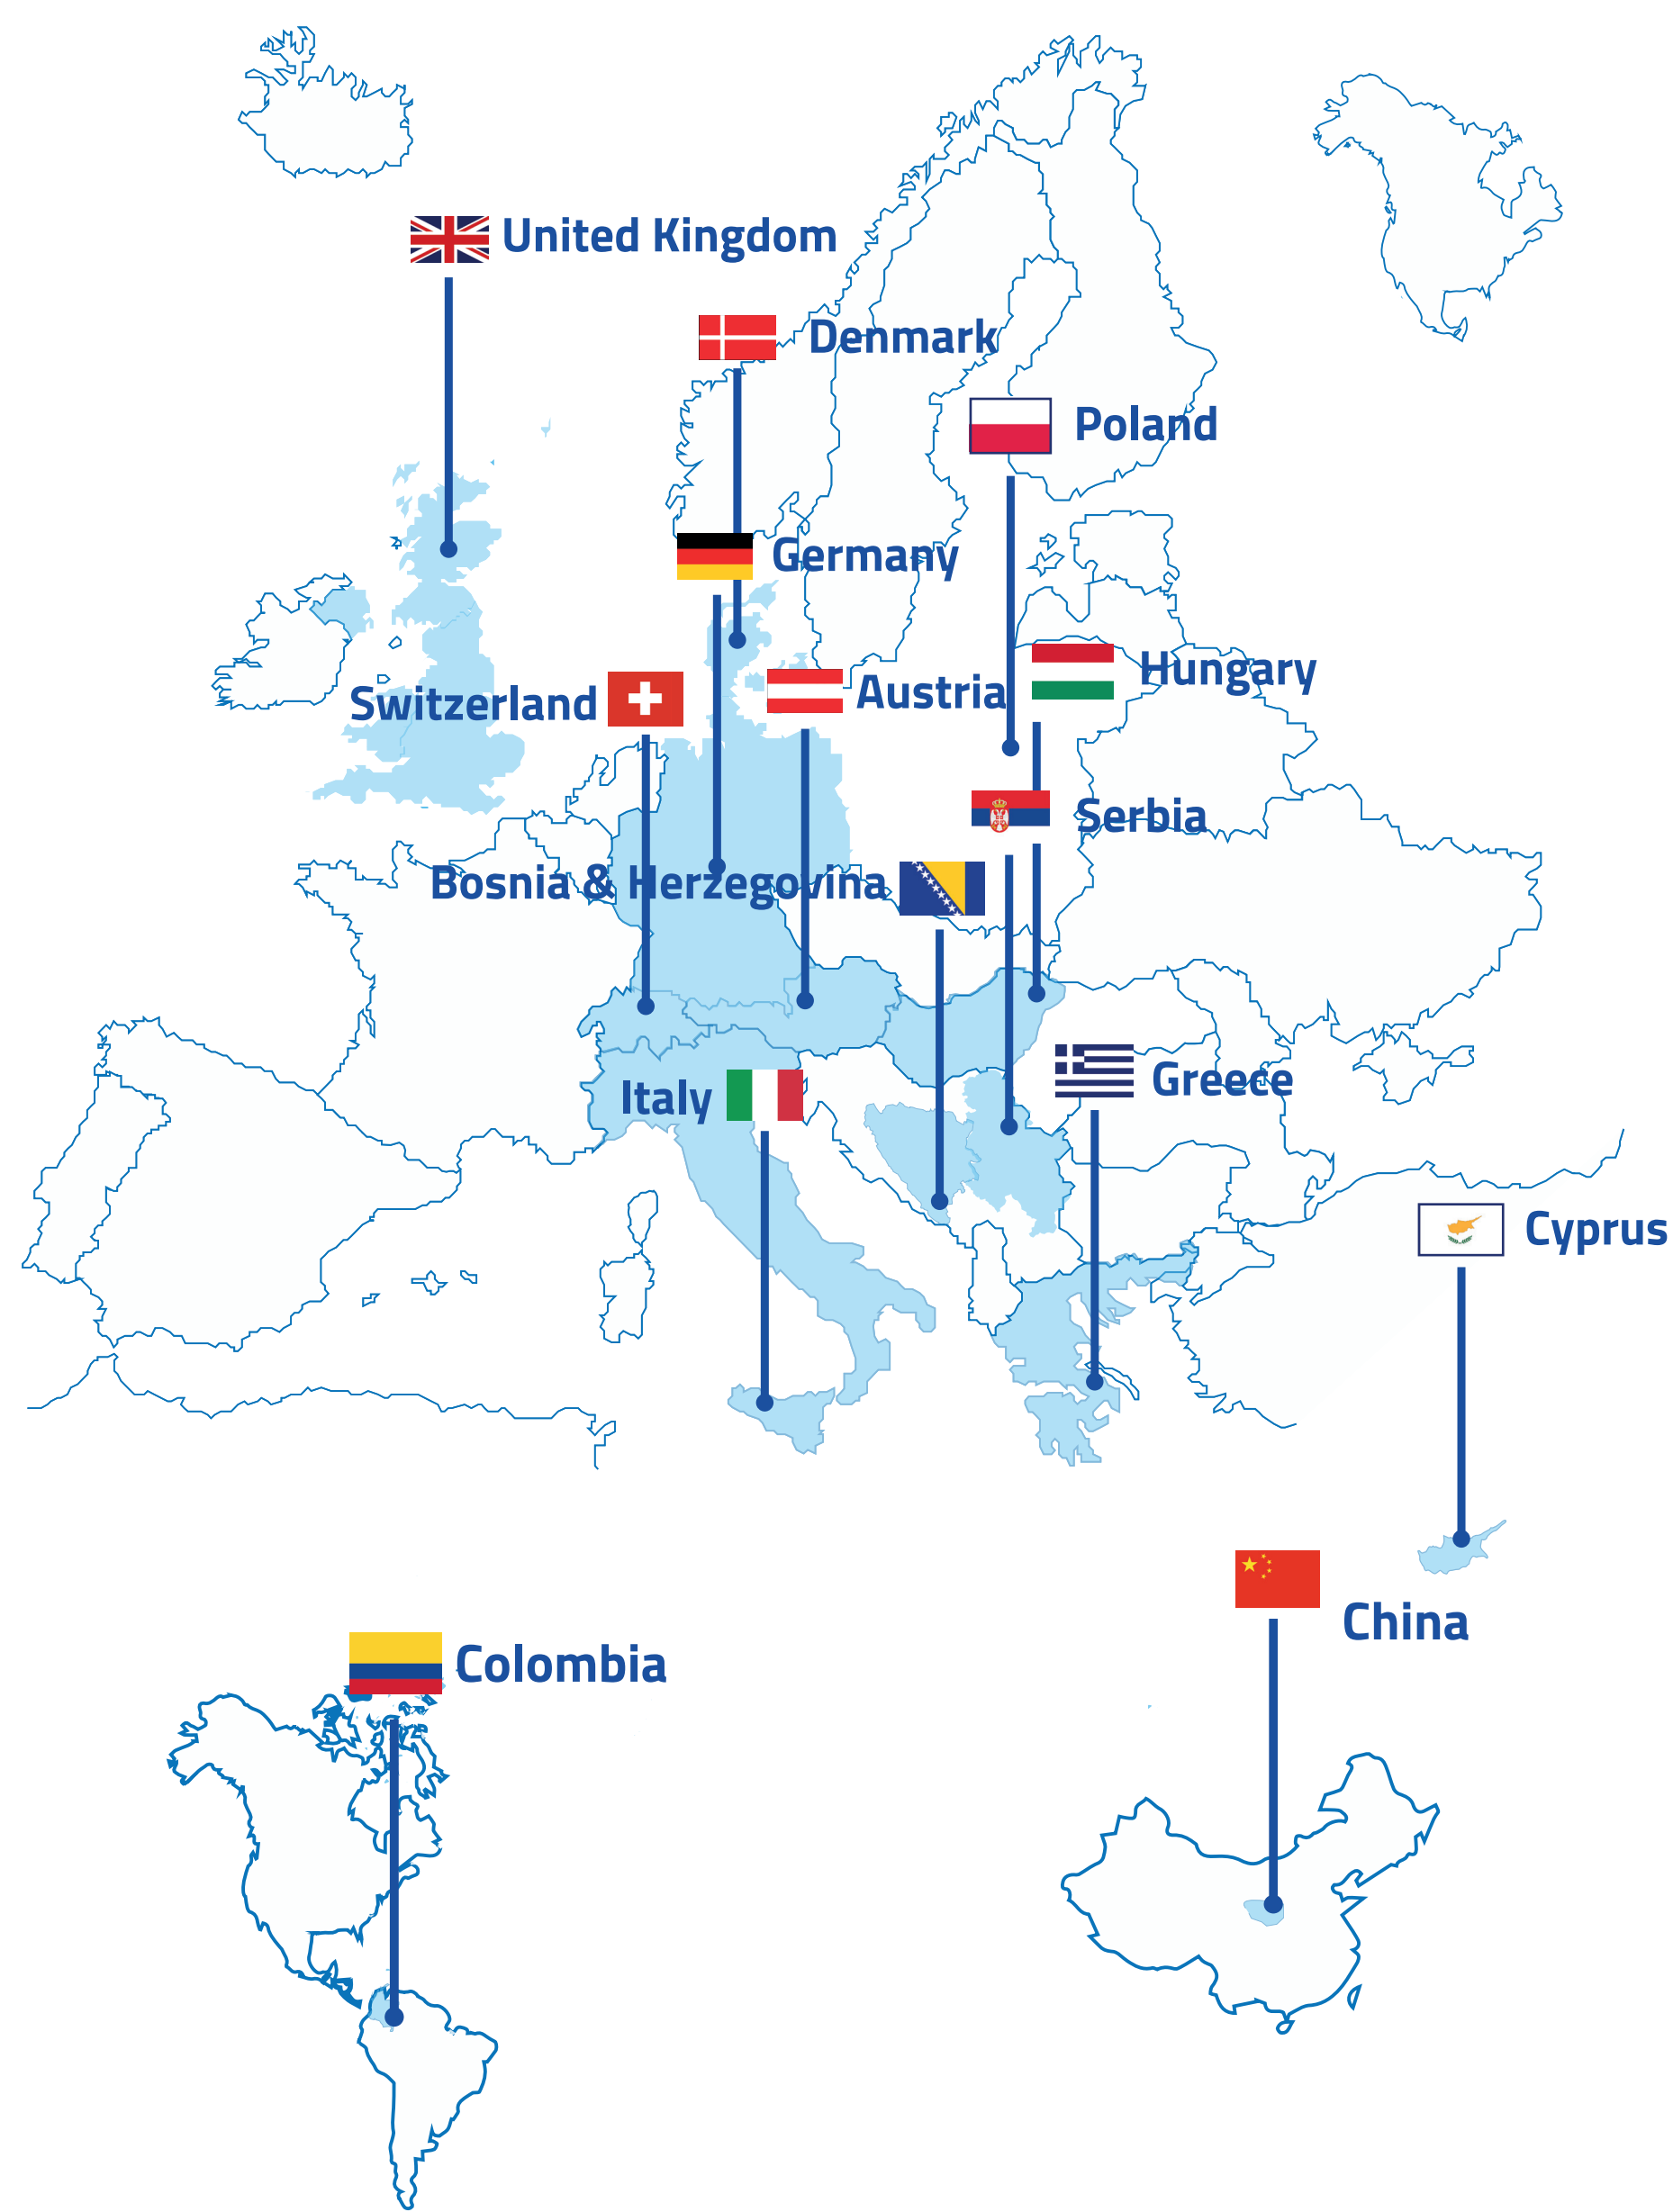 United Kingdom
Denmark
Poland
Germany
Hungary
Switzerland
Austria
Serbia
Bosnia & Herzegovina
Greece
Italy
Cyprus
China
Colombia